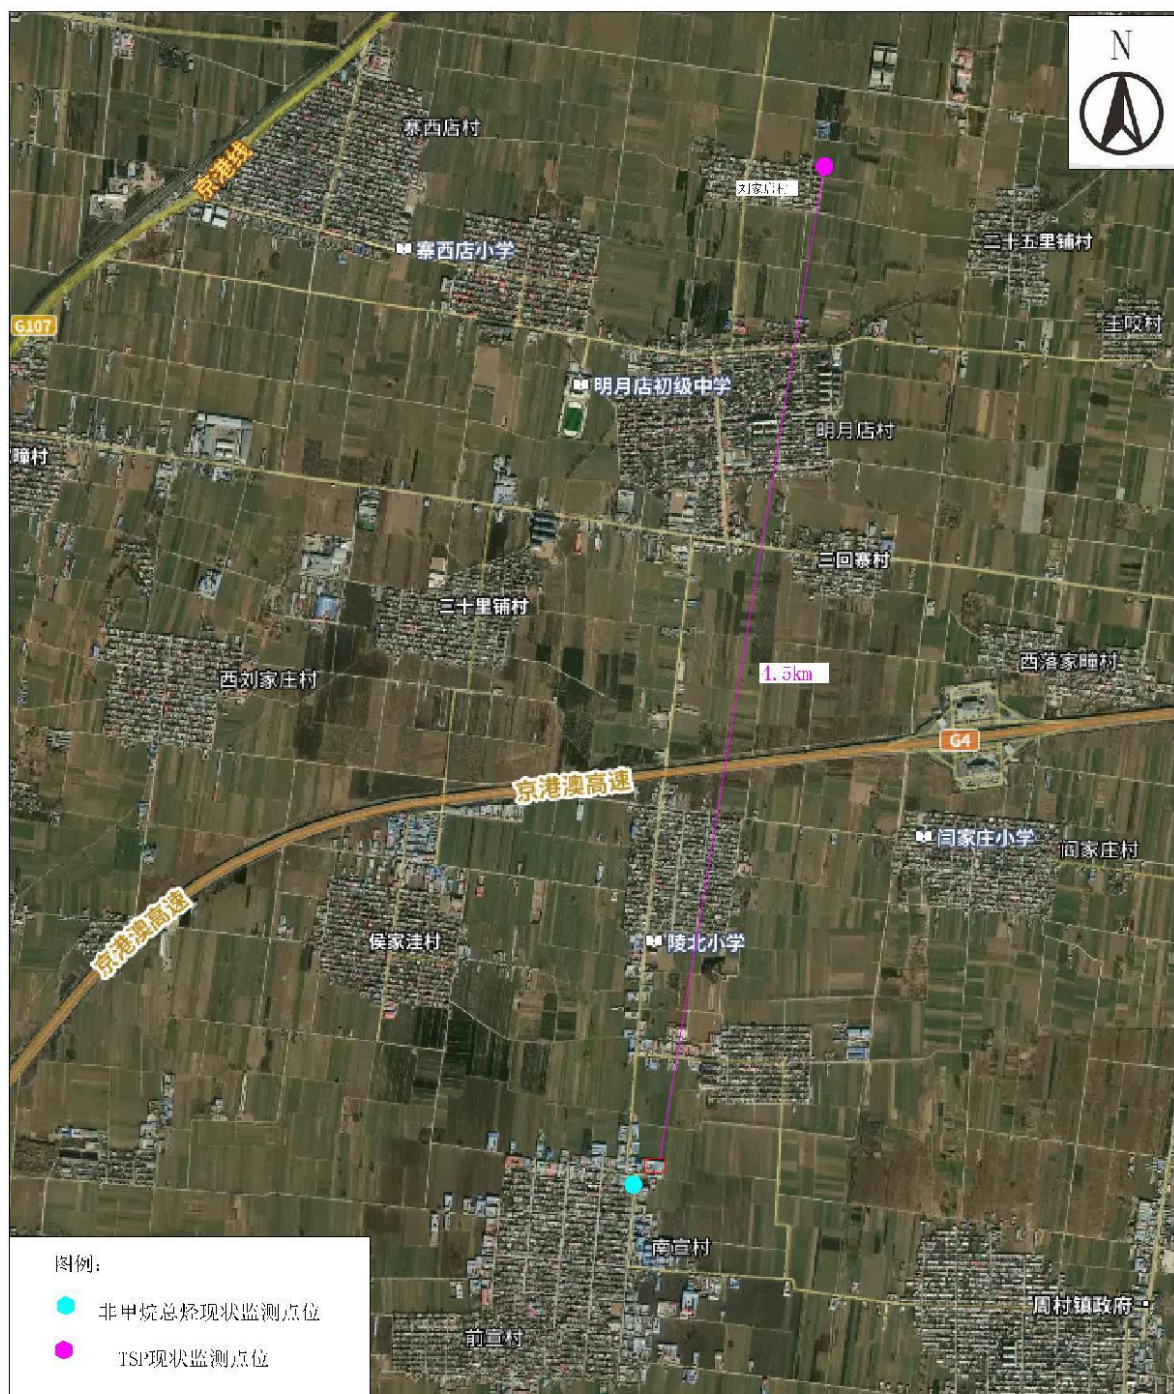 N
寨西店村
京港线
刘家店村
二十五里铺村
寨西店小学
G107
王咬村
明月店初级中学
明月店村
疃村
三回寨村
三十里铺村
西落家疃村
西刘家庄村
4.5km
G4
京港澳高速
闫家庄小学
闫家庄村
京港澳高速
侯家洼村
陵北小学
南宣村
图例：
非甲烷总烃现状监测点位
周村镇政府
前宣村
TSP现状监测点位